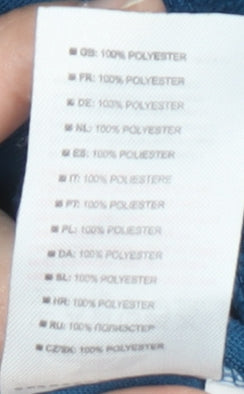 GB: 100% POLYESTER
FR: 100% POLYESTER
DE: 100% POLYESTER
NL: 100% POLYESTER
ES: 100% POLYESTER
IT: 100% POLIESTERE
PT: 100% POLIÉSTER
PL: 100% POLIESTER
DA: 100% POLYESTER
SL: 100% POLYESTER
HR: 100% POLYESTER
RU: 100% ПОЛИЭСТЕР
CZ/SK: 100% POLYESTER